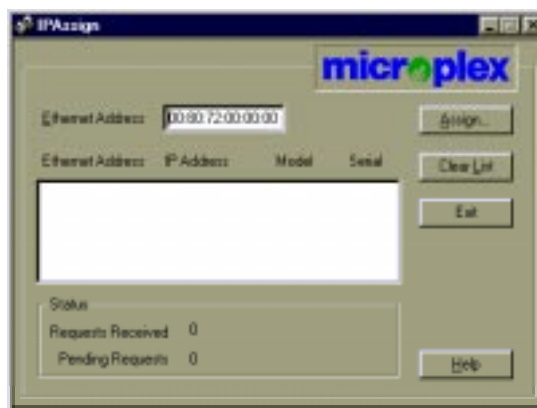 IPAssign
microplex
Ethernet Address 00:80:72:00:00:00 Assign...
Ethernet Address IP Address Model Serial Clear List
Exit
Status
Requests Received 0
Pending Requests 0
Help